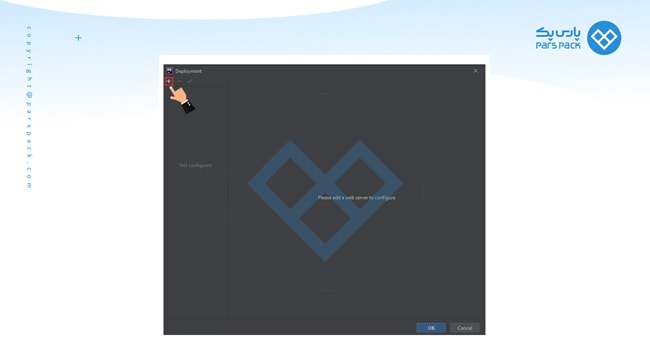 پارس پک
PARS PACK
copyright@parspack.com
Deployment
Not configured
Please add a web server to configure.
OK
Cancel